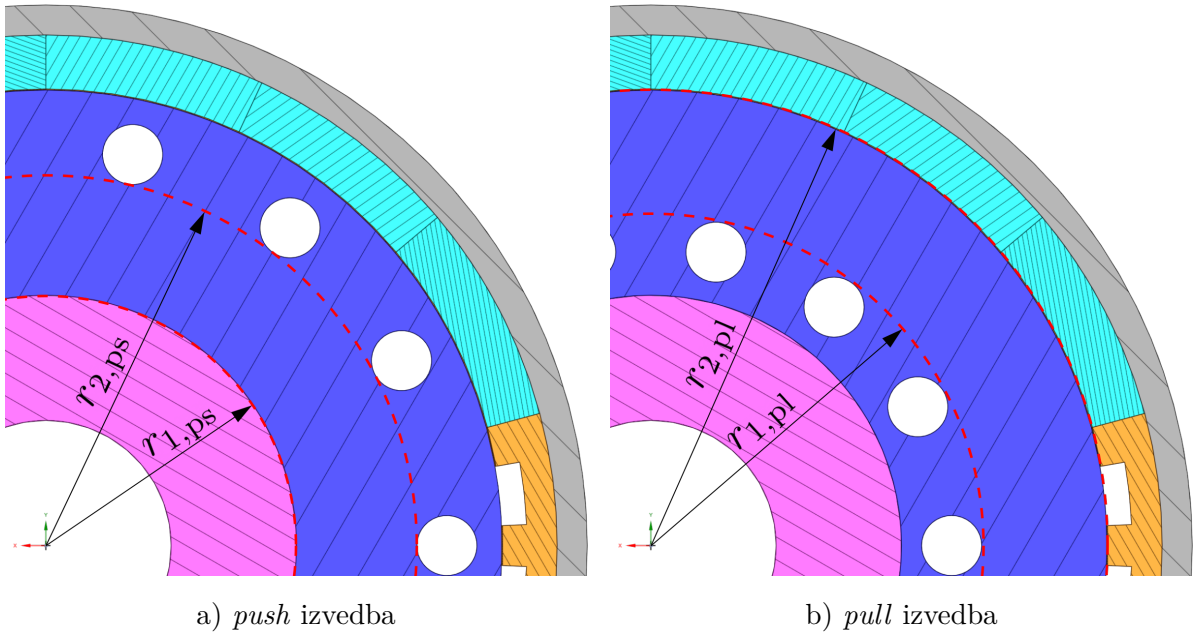 r2,ps
r1,ps
r2,pl
r1,pl
a) push izvedba
b) pull izvedba